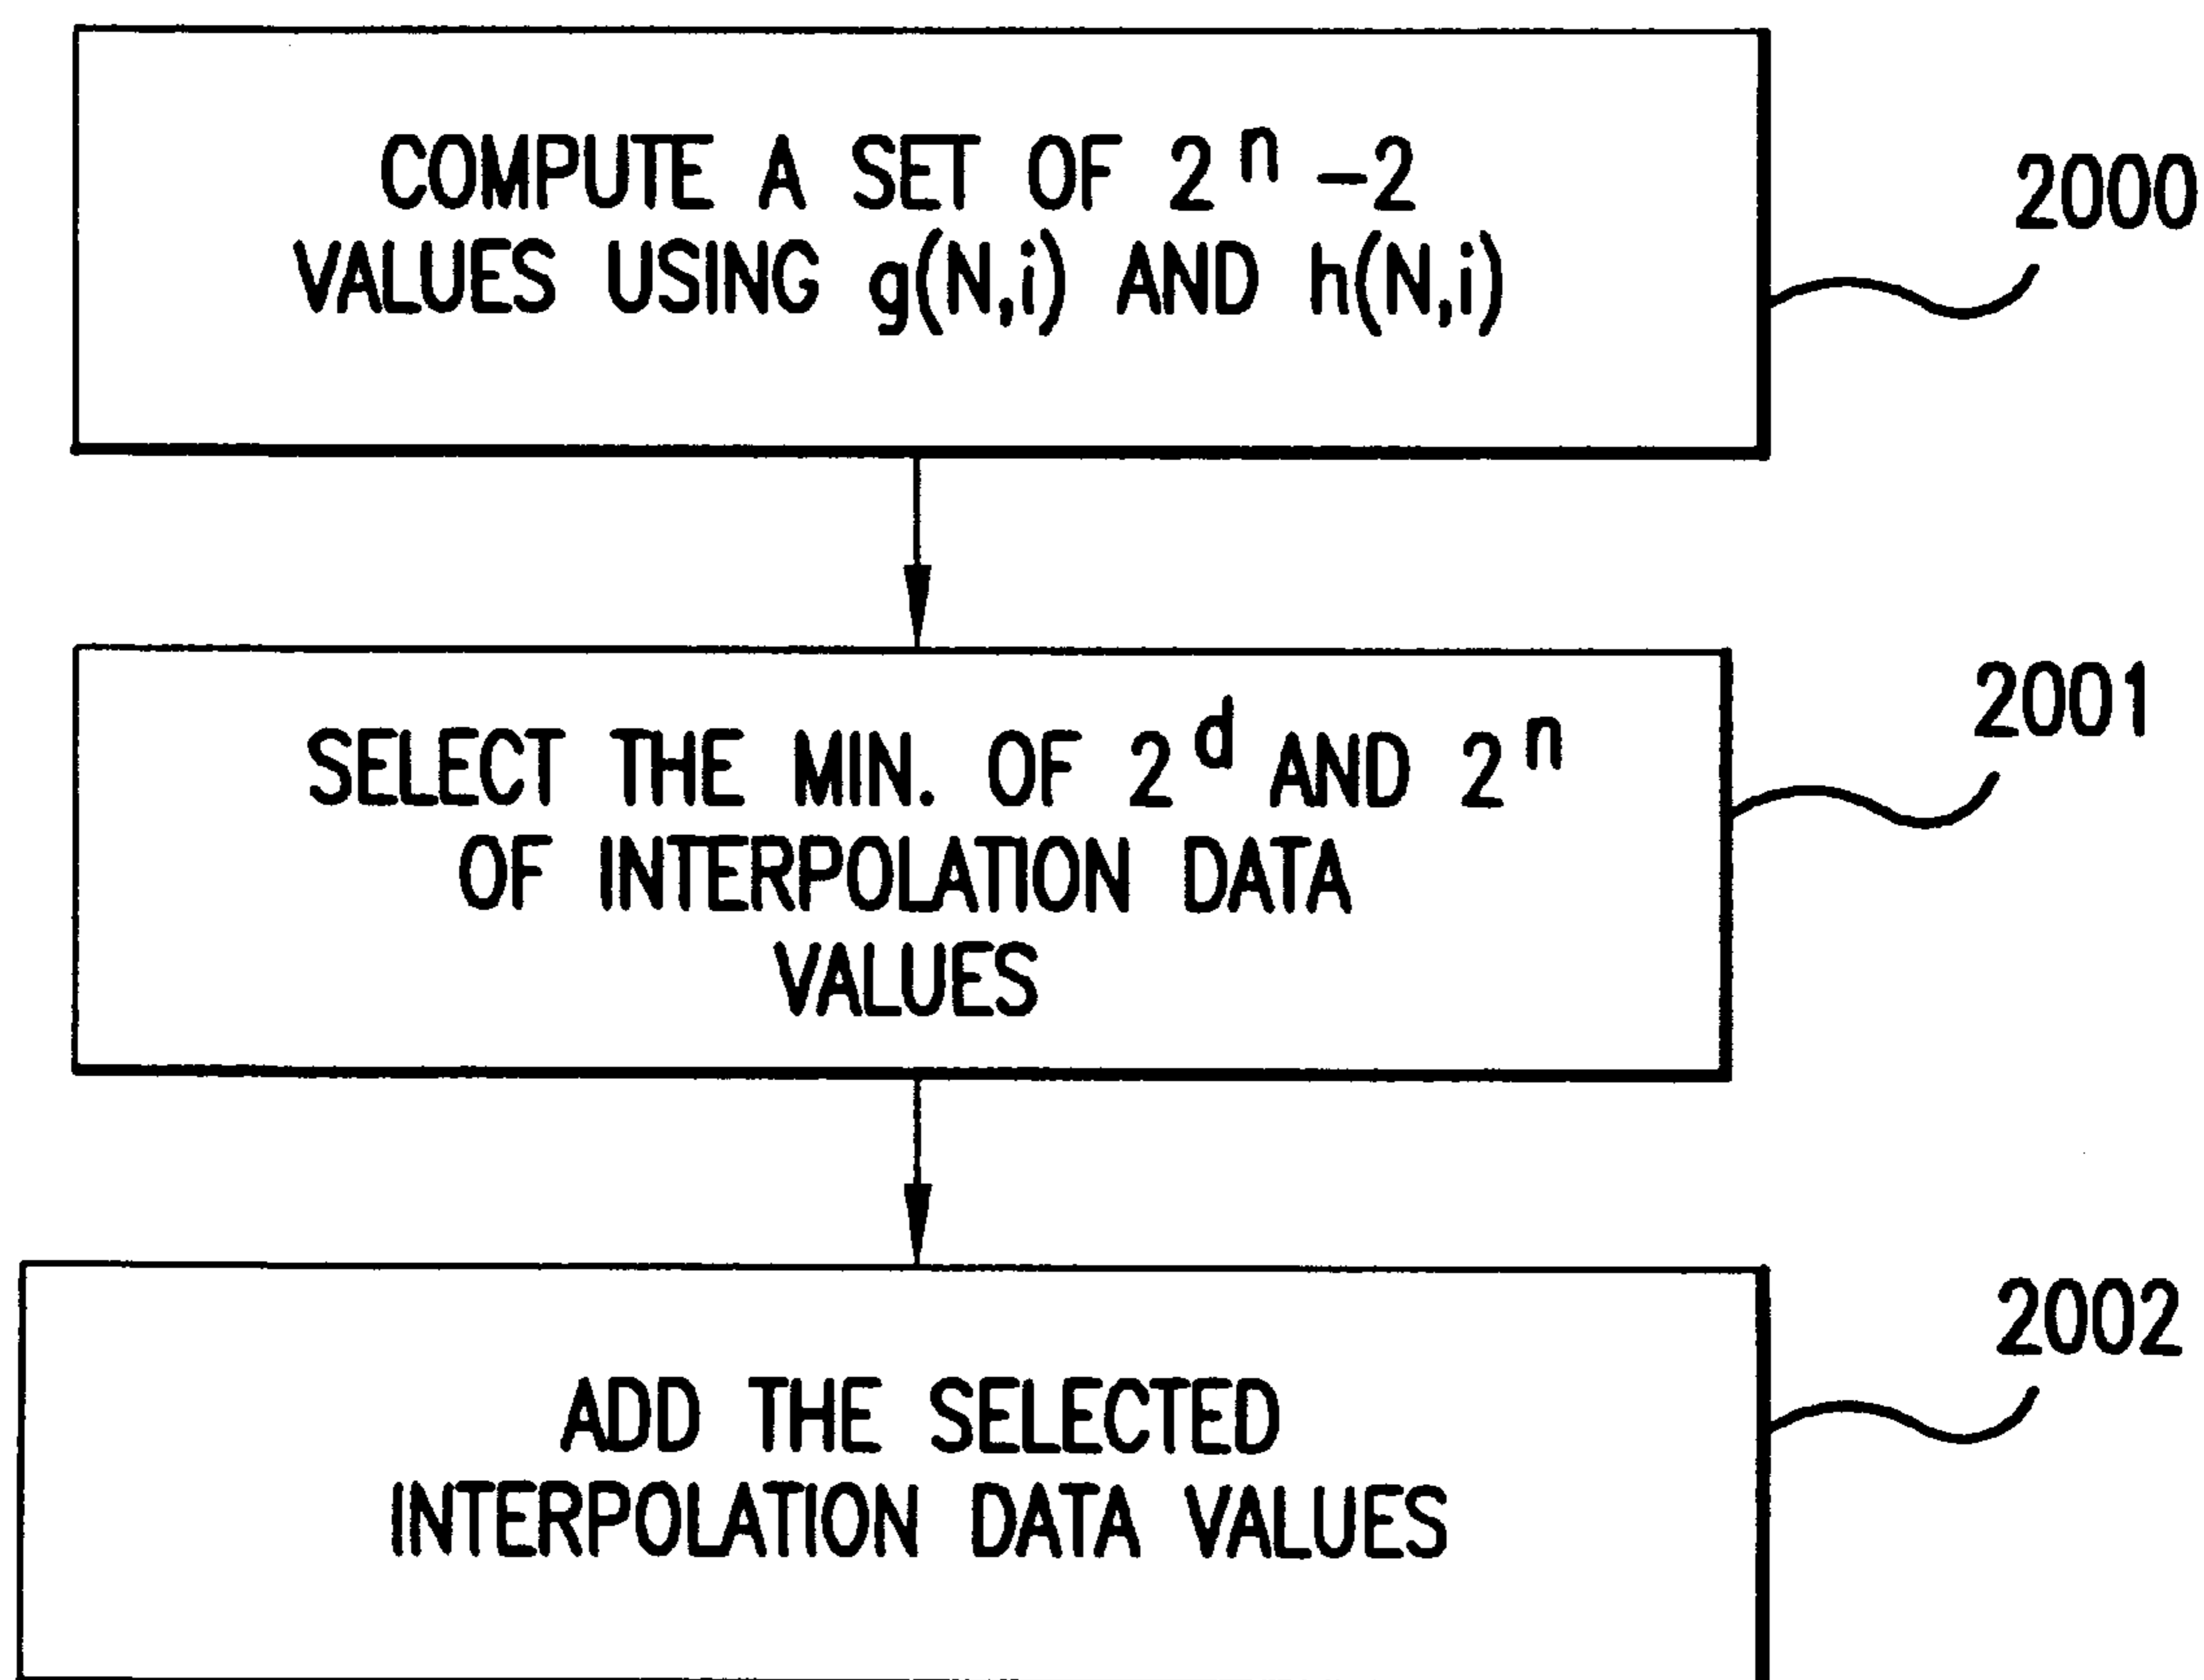 COMPUTE A SET OF 2ⁿ -2
VALUES USING g(N,i) AND h(N,i)
2000
SELECT THE MIN. OF 2ᵈ AND 2ⁿ
OF INTERPOLATION DATA
VALUES
2001
ADD THE SELECTED
INTERPOLATION DATA VALUES
2002